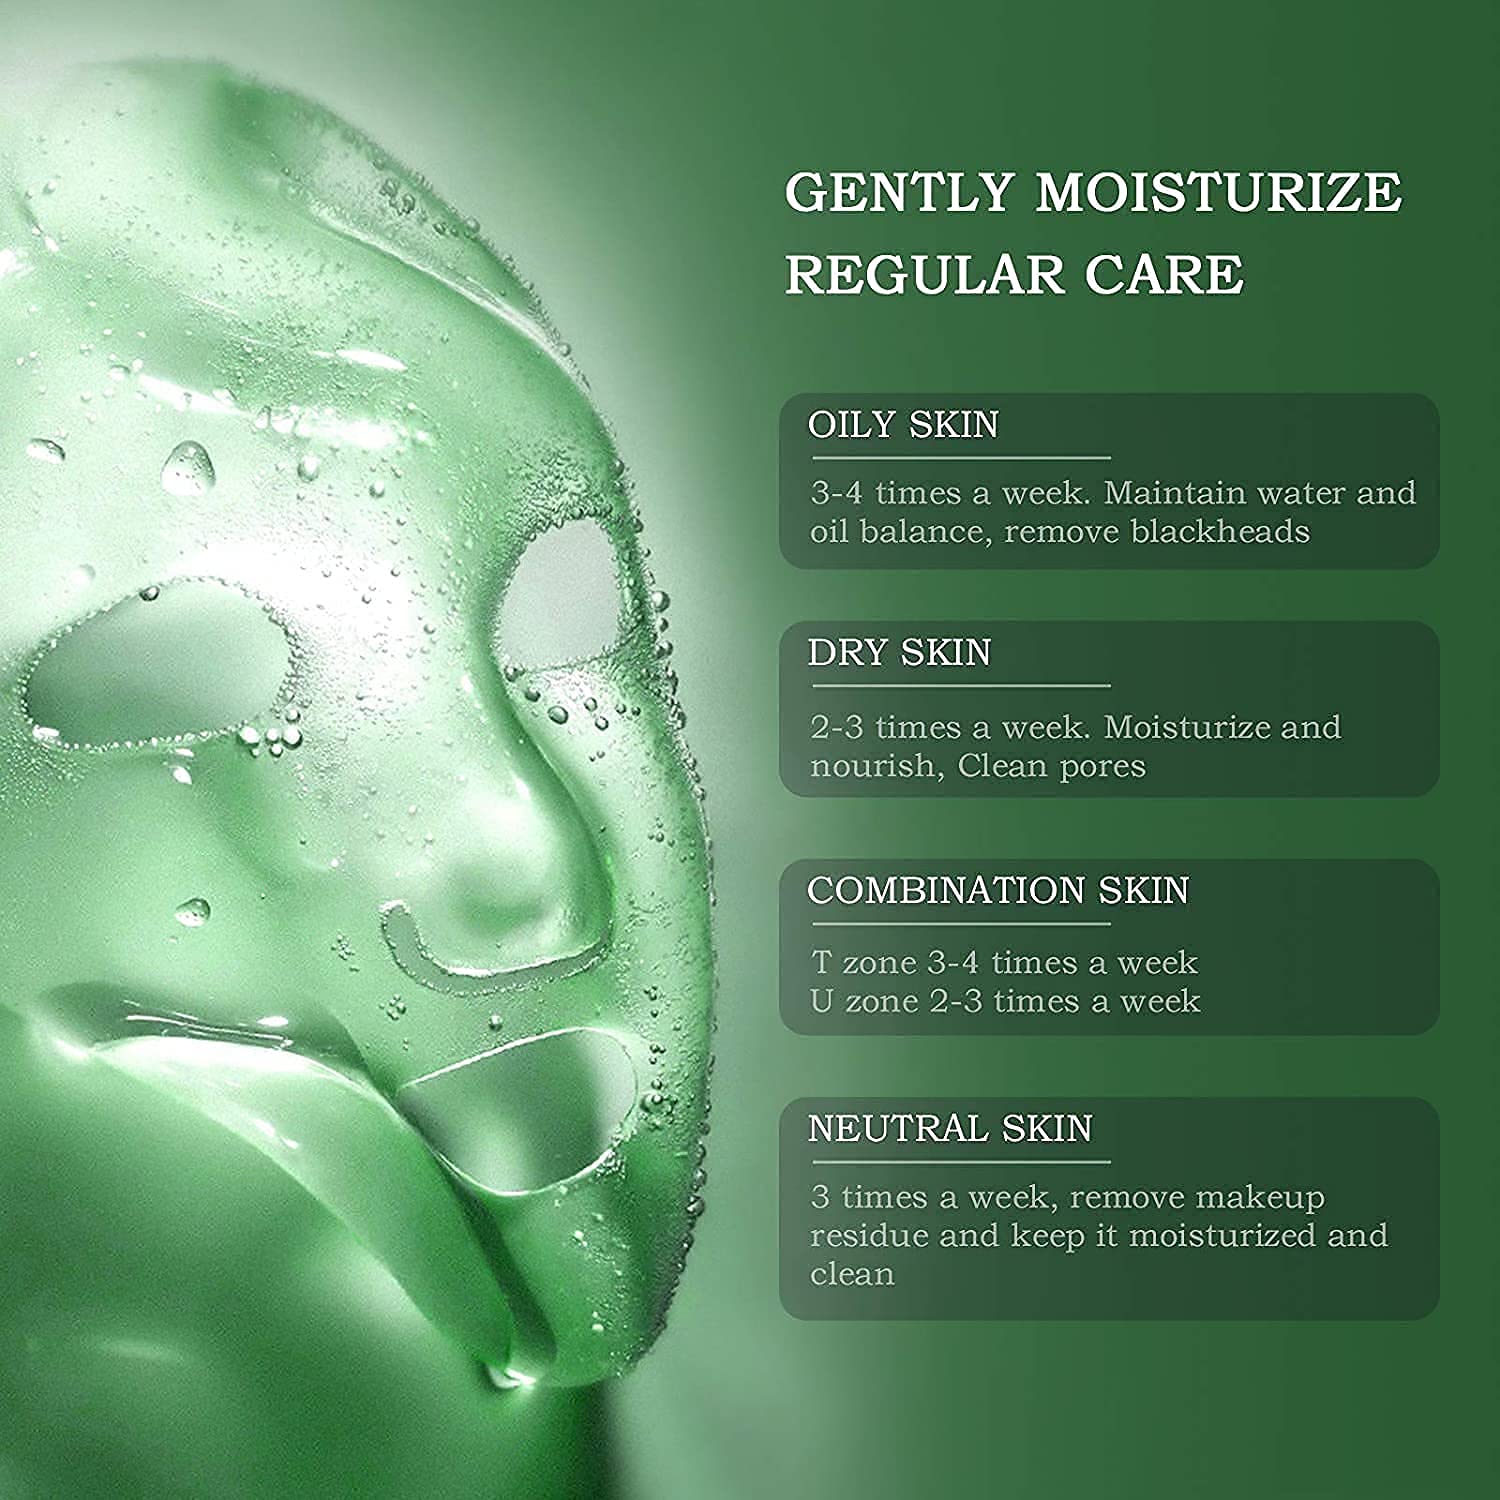 GENTLY MOISTURIZE
REGULAR CARE
OILY SKIN
3-4 times a week. Maintain water and
oil balance, remove blackheads
DRY SKIN
2-3 times a week. Moisturize and
nourish, Clean pores
COMBINATION SKIN
T zone 3-4 times a week
U zone 2-3 times a week
NEUTRAL SKIN
3 times a week, remove makeup
residue and keep it moisturized and
clean